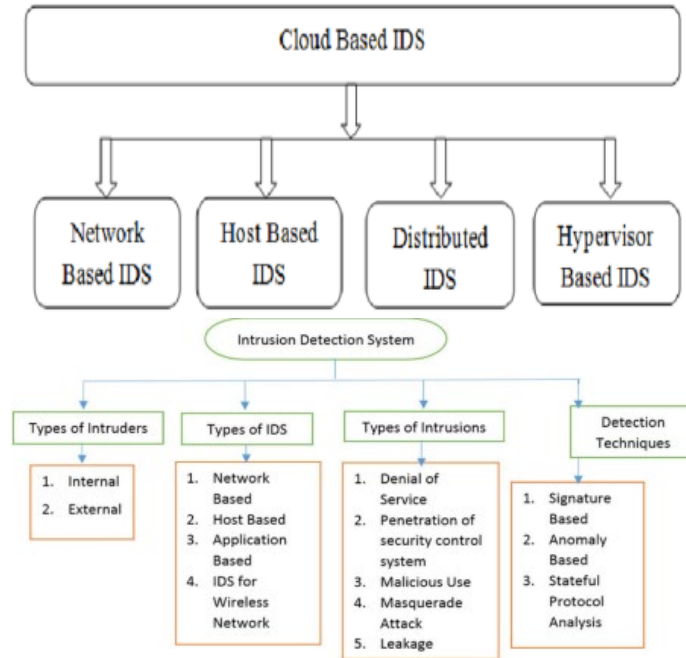 Cloud Based IDS
Network
Based IDS
Host Based
IDS
Distributed
IDS
Hypervisor
Based IDS
Intrusion Detection System
Types of Intruders
1. Internal
2. External
Types of IDS
1. Network
Based
2. Host Based
3. Application
Based
4. IDS for
Wireless
Network
Types of Intrusions
1. Denial of
Service
2. Penetration of
security control
system
3. Malicious Use
4. Masquerade
Attack
5. Leakage
Detection
Techniques
1. Signature
Based
2. Anomaly
Based
3. Stateful
Protocol
Analysis